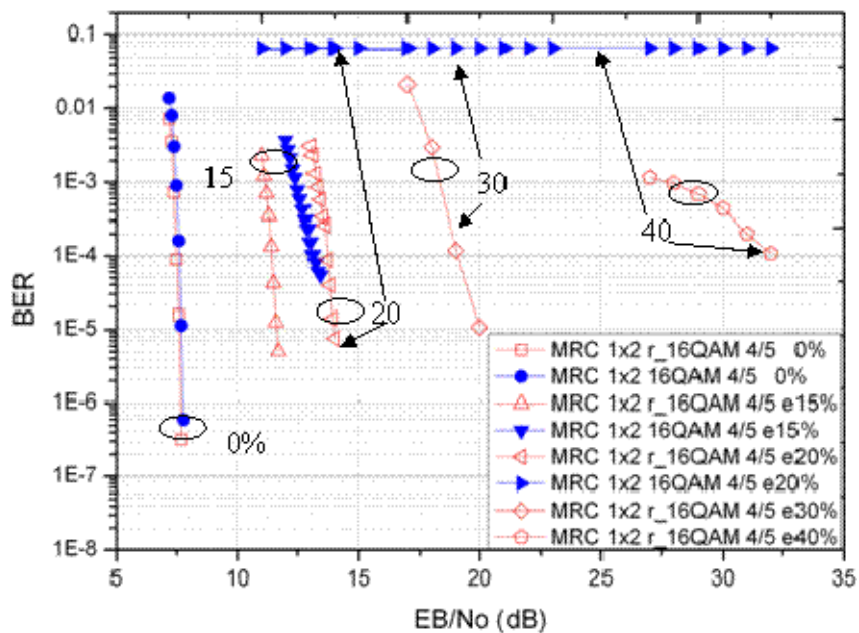 0.1
0.01
1E-3
1E-4
1E-5
1E-6
1E-7
1E-8
BER
15
30
40
20
0%
MRC 1x2 r_16QAM 4/5 0%
MRC 1x2 16QAM 4/5 0%
MRC 1x2 r_16QAM 4/5 e15%
MRC 1x2 16QAM 4/5 e15%
MRC 1x2 r_16QAM 4/5 e20%
MRC 1x2 16QAM 4/5 e20%
MRC 1x2 r_16QAM 4/5 e30%
MRC 1x2 r_16QAM 4/5 e40%
5 10 15 20 25 30 35
EB/No (dB)